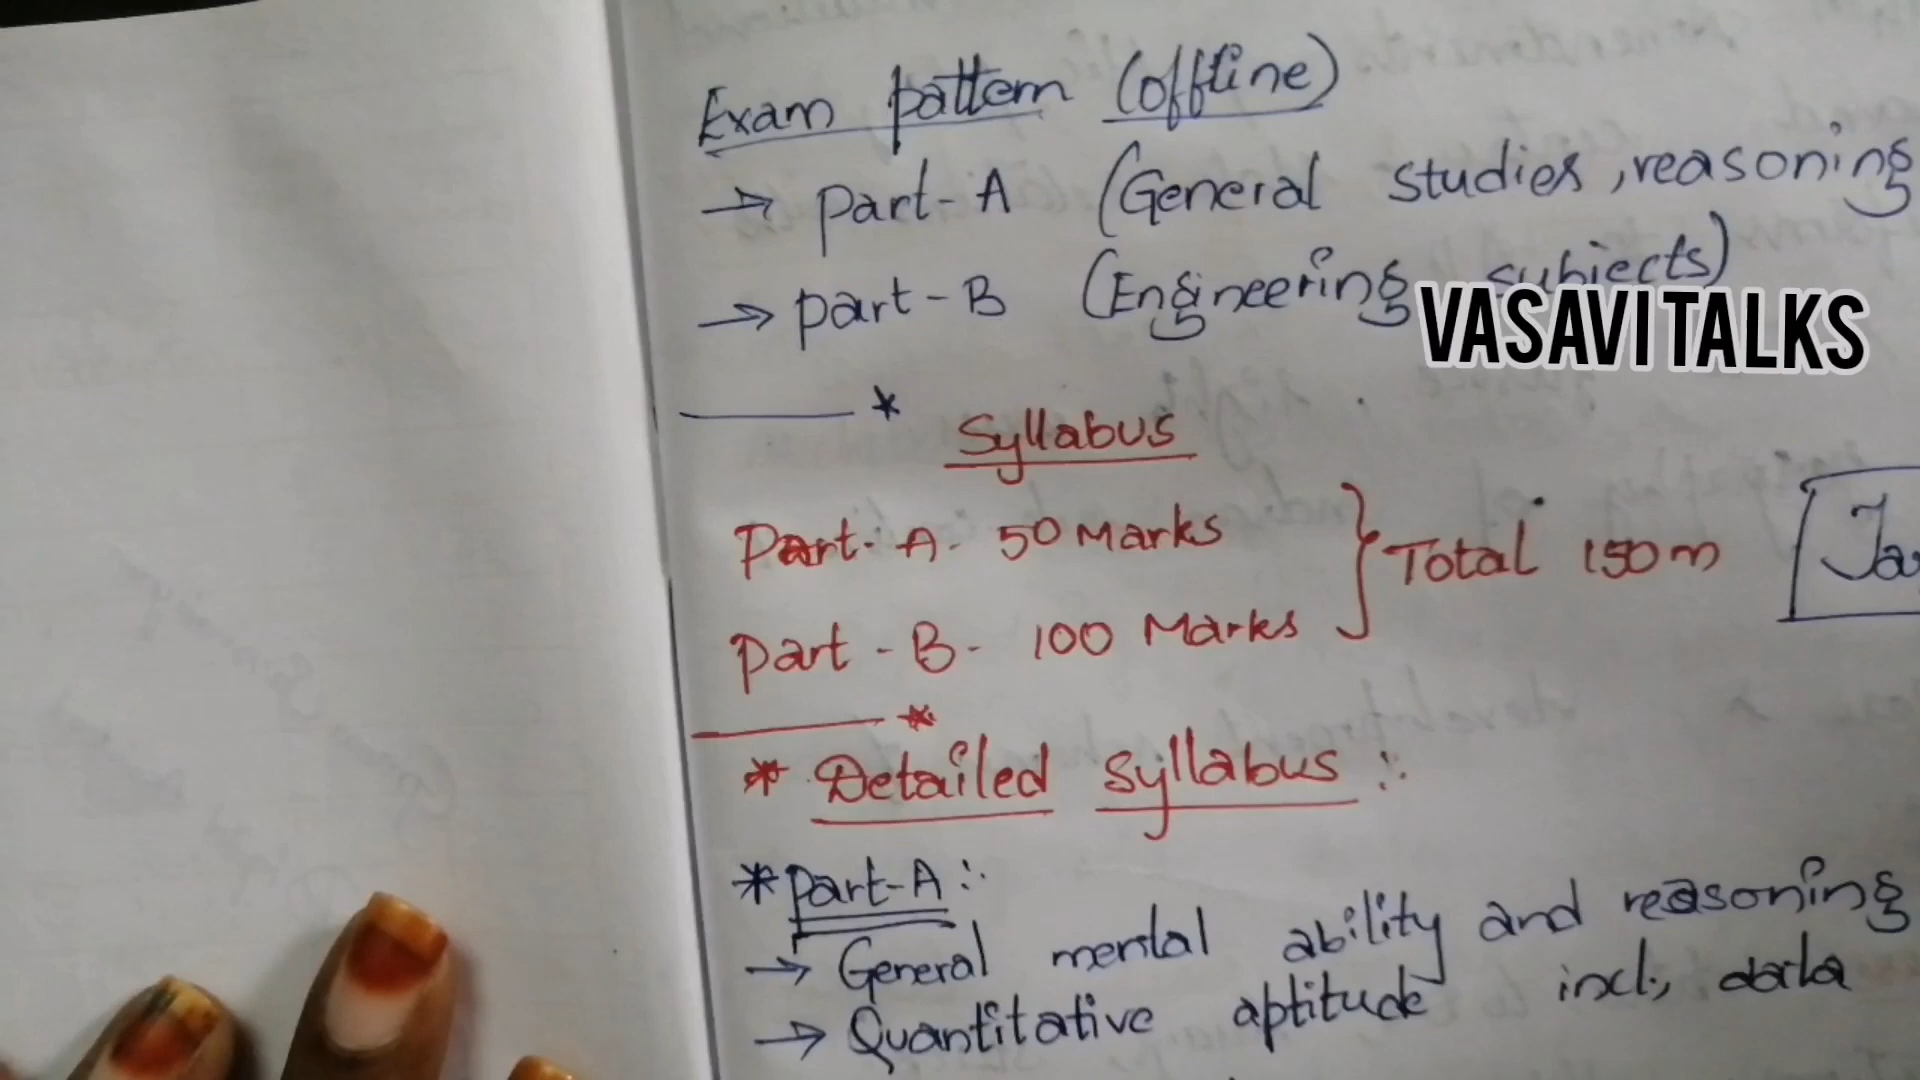 Exam pattern (offline)
→ part-A (General studies, reasoning
→ part-B (Engineering subjects)
VASAVI TALKS
* Syllabus
Part-A- 50 Marks
Part-B- 100 Marks } Total 150m
* Detailed syllabus :-
* part-A :-
→ General mental ability and reasoning
→ Quantitative aptitude incl., data